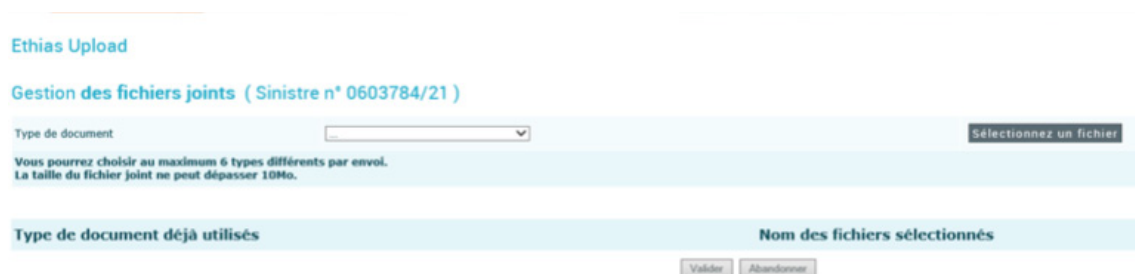 Ethias Upload
Gestion des fichiers joints ( Sinistre n° 0603784/21 )
Type de document ... Sélectionnez un fichier
Vous pourrez choisir au maximum 6 types différents par envoi.
La taille du fichier joint ne peut dépasser 10Mo.
Type de document déjà utilisés Nom des fichiers sélectionnés
Valider Abandonner